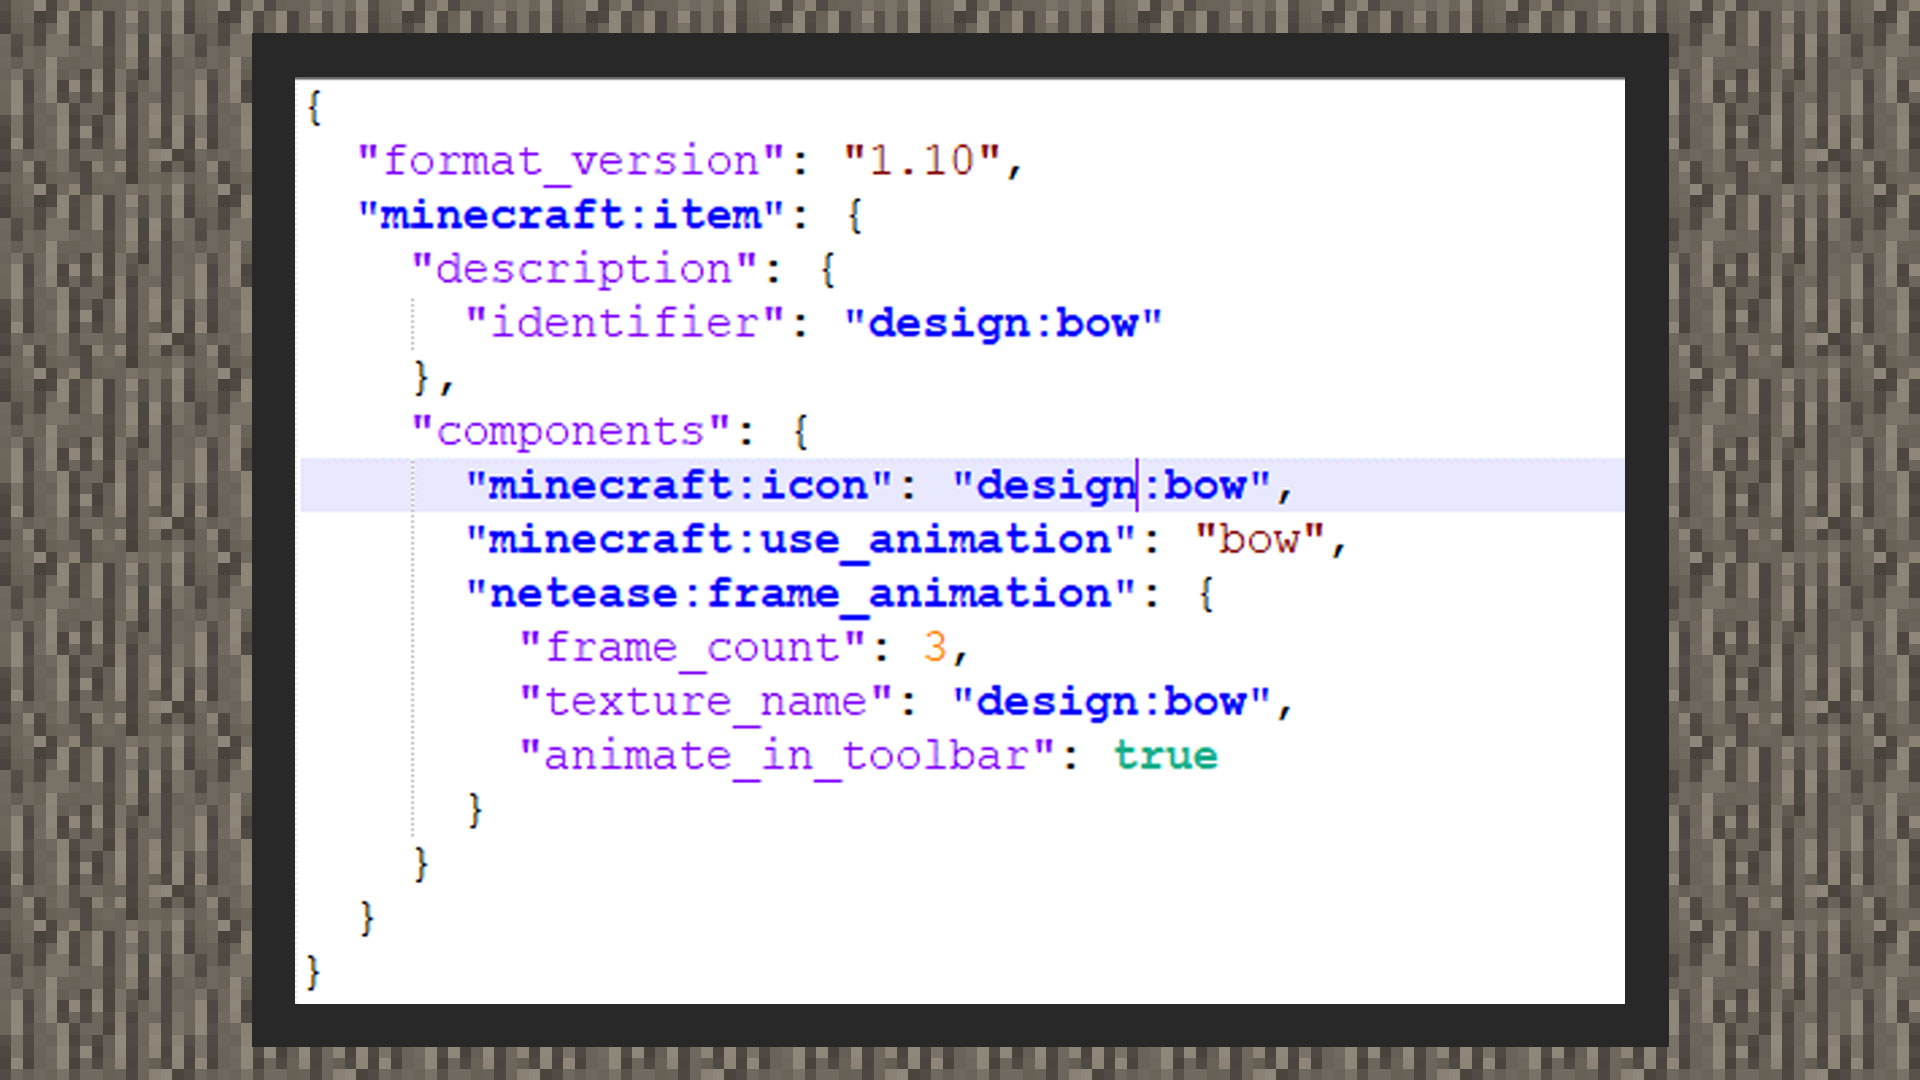 {
"format_version": "1.10",
"minecraft:item": {
"description": {
"identifier": "design:bow"
},
"components": {
"minecraft:icon": "design:bow",
"minecraft:use_animation": "bow",
"netease:frame_animation": {
"frame_count": 3,
"texture_name": "design:bow",
"animate_in_toolbar": true
}
}
}
}